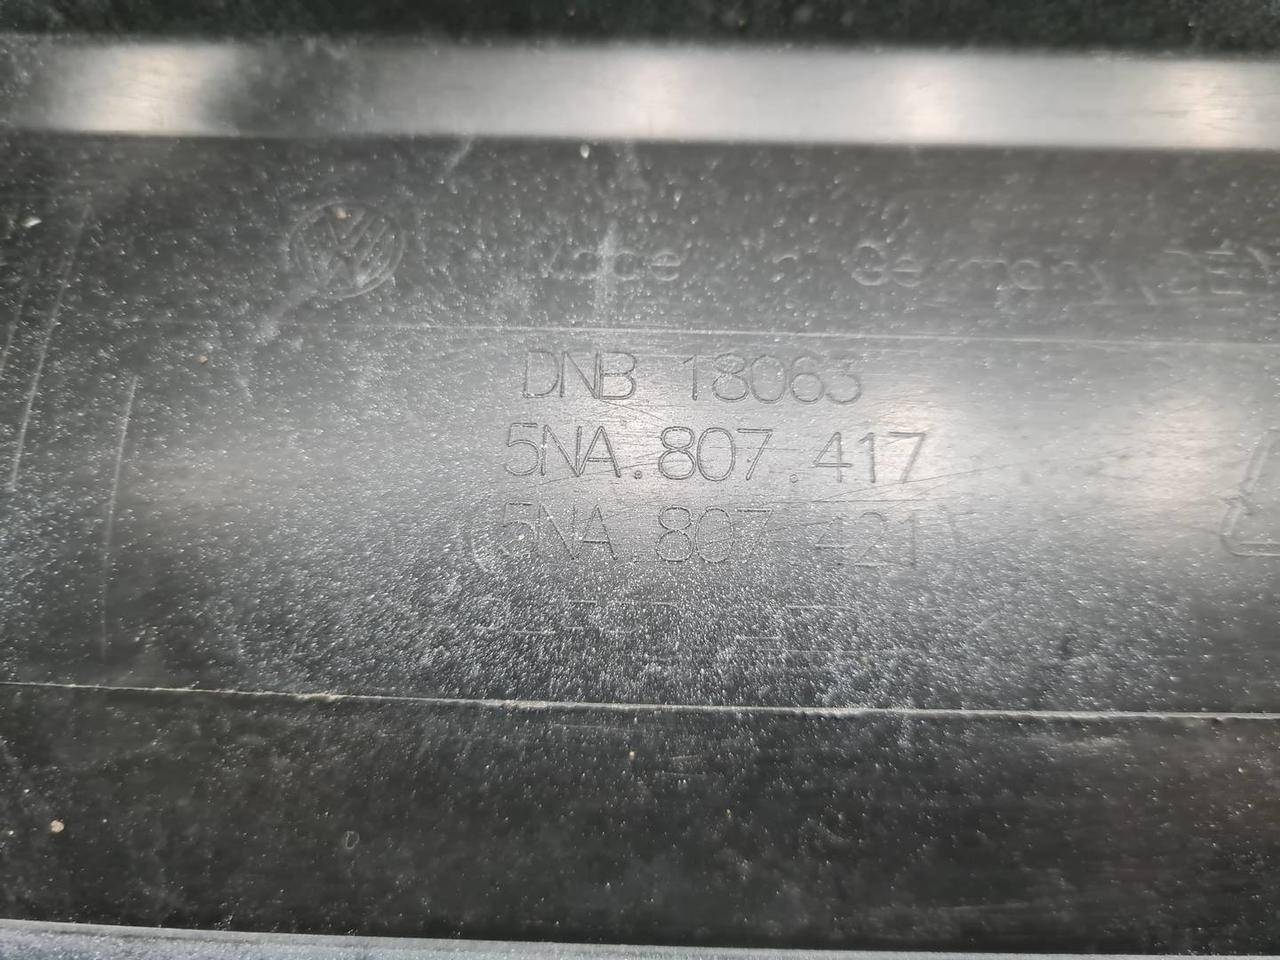 Made in Germany
DNB 18063
5NA.807.417
(5NA.807.421)